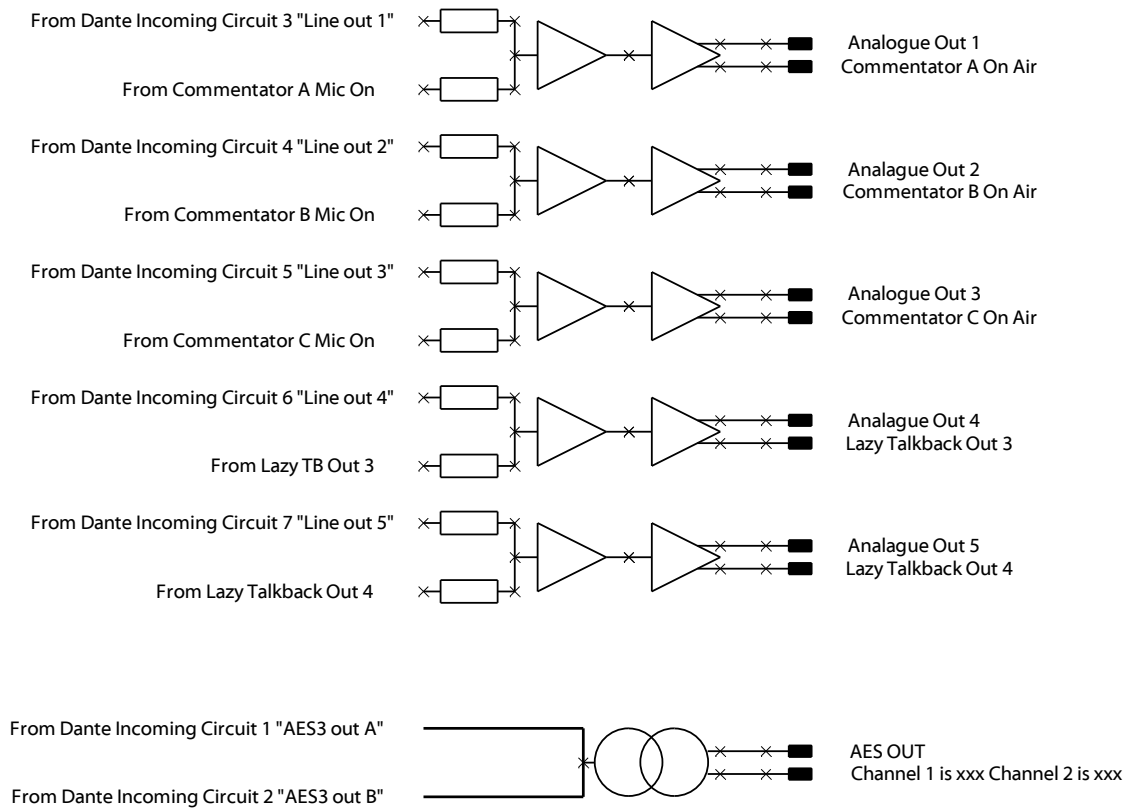 From Dante Incoming Circuit 3 "Line out 1"
Analogue Out 1
Commentator A On Air
From Commentator A Mic On
From Dante Incoming Circuit 4 "Line out 2"
Analague Out 2
Commentator B On Air
From Commentator B Mic On
From Dante Incoming Circuit 5 "Line out 3"
Analogue Out 3
Commentator C On Air
From Commentator C Mic On
From Dante Incoming Circuit 6 "Line out 4"
Analague Out 4
Lazy Talkback Out 3
From Lazy TB Out 3
From Dante Incoming Circuit 7 "Line out 5"
Analague Out 5
Lazy Talkback Out 4
From Lazy Talkback Out 4
From Dante Incoming Circuit 1 "AES3 out A"
AES OUT
Channel 1 is xxx Channel 2 is xxx
From Dante Incoming Circuit 2 "AES3 out B"